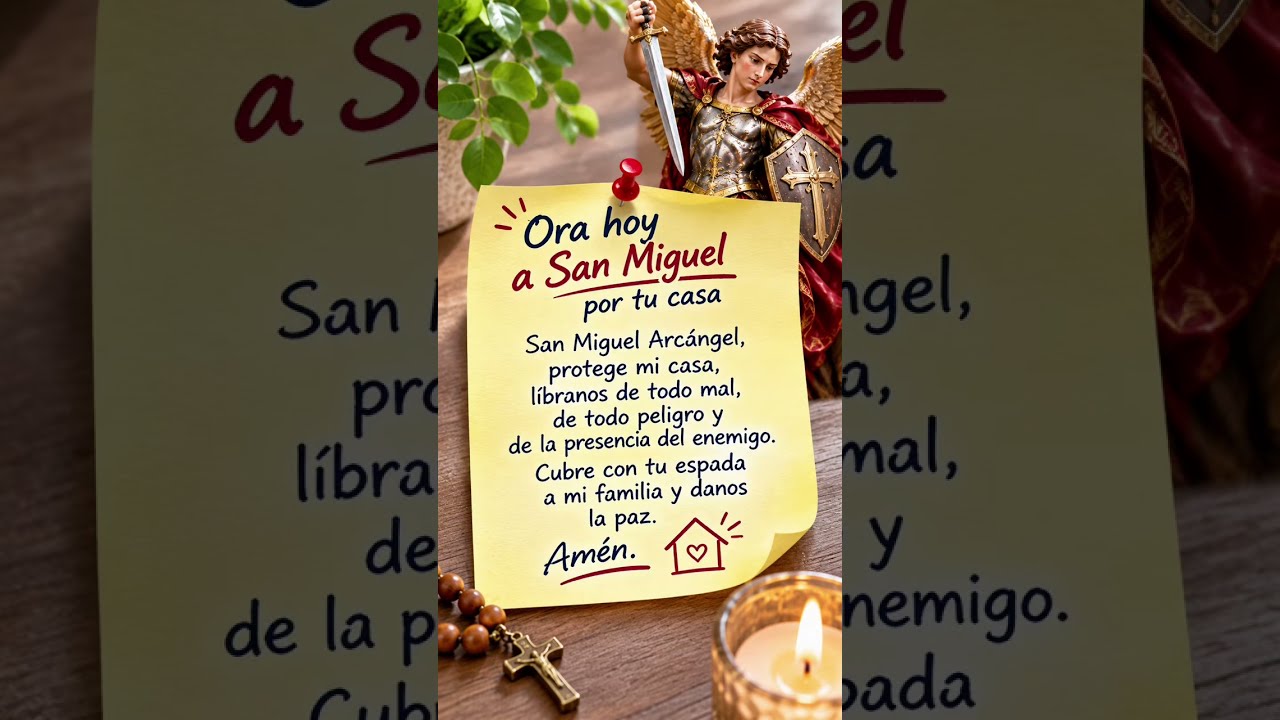 Ora hoy
a San Miguel
por tu casa
San Miguel Arcángel,
protege mi casa,
líbranos de todo mal,
de todo peligro y
de la presencia del enemigo.
Cubre con tu espada
a mi familia y danos
la paz.
Amén.